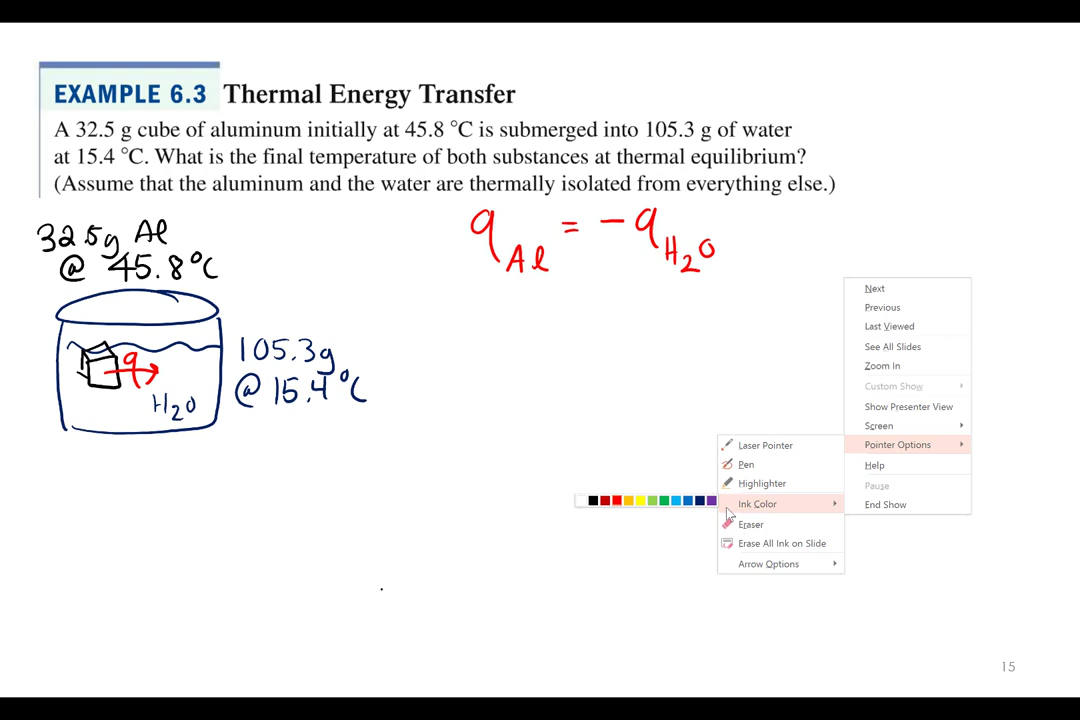 EXAMPLE 6.3 Thermal Energy Transfer
A 32.5 g cube of aluminum initially at 45.8 °C is submerged into 105.3 g of water
at 15.4 °C. What is the final temperature of both substances at thermal equilibrium?
(Assume that the aluminum and the water are thermally isolated from everything else.)
32.5g Al
@ 45.8°C
q Al = -q H2O
105.3g
@ 15.4°C
q
H2O
Next
Previous
Last Viewed
See All Slides
Zoom In
Custom Show
Show Presenter View
Screen
Pointer Options
Help
Pause
End Show
Laser Pointer
Pen
Highlighter
Ink Color
Eraser
Erase All Ink on Slide
Arrow Options
15